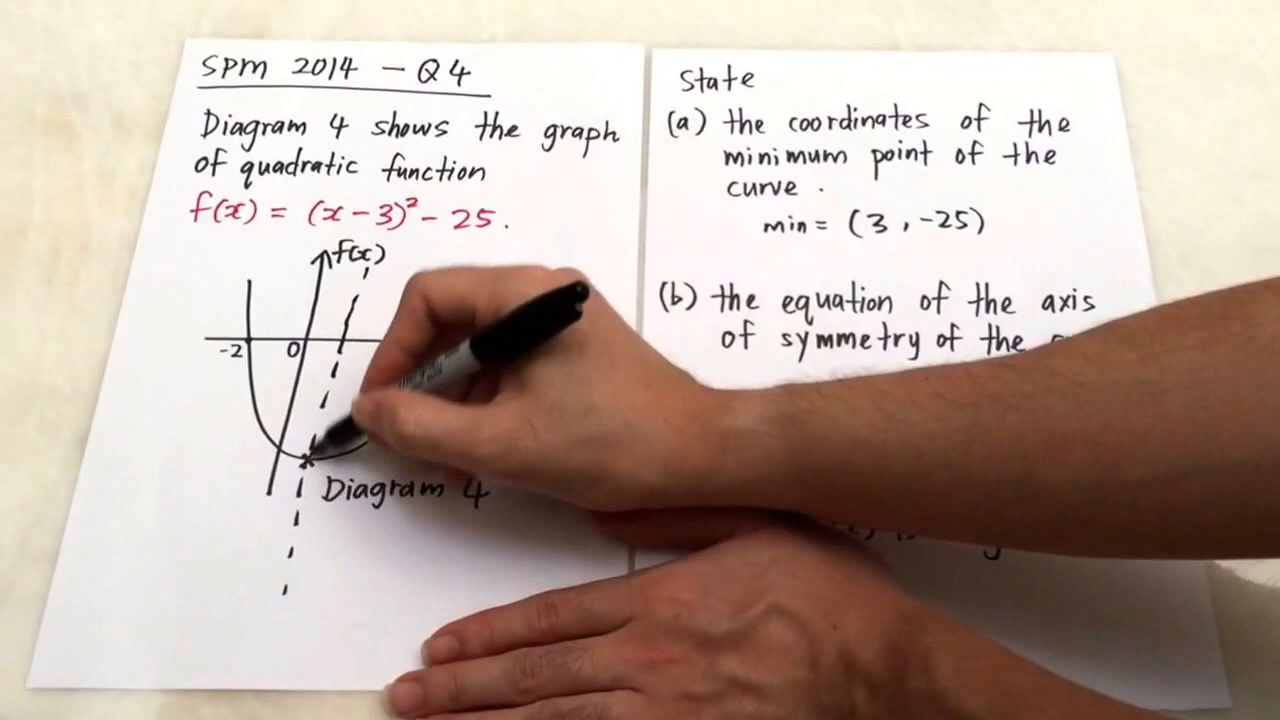 SPM 2014 - Q4
Diagram 4 shows the graph
of quadratic function
f(x) = (x-3)² - 25.
f(x)
-2
0
Diagram 4
State
(a) the coordinates of the
minimum point of the
curve.
min = (3, -25)
(b) the equation of the axis
of symmetry of the